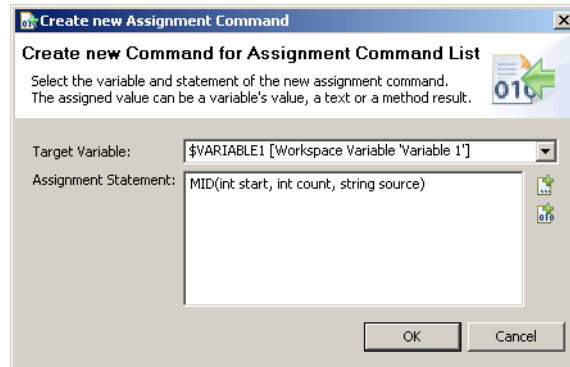 Create new Assignment Command
Create new Command for Assignment Command List
Select the variable and statement of the new assignment command.
The assigned value can be a variable's value, a text or a method result.
010
Target Variable:
$VARIABLE1 [Workspace Variable 'Variable 1']
Assignment Statement:
MID(int start, int count, string source)
010
OK
Cancel